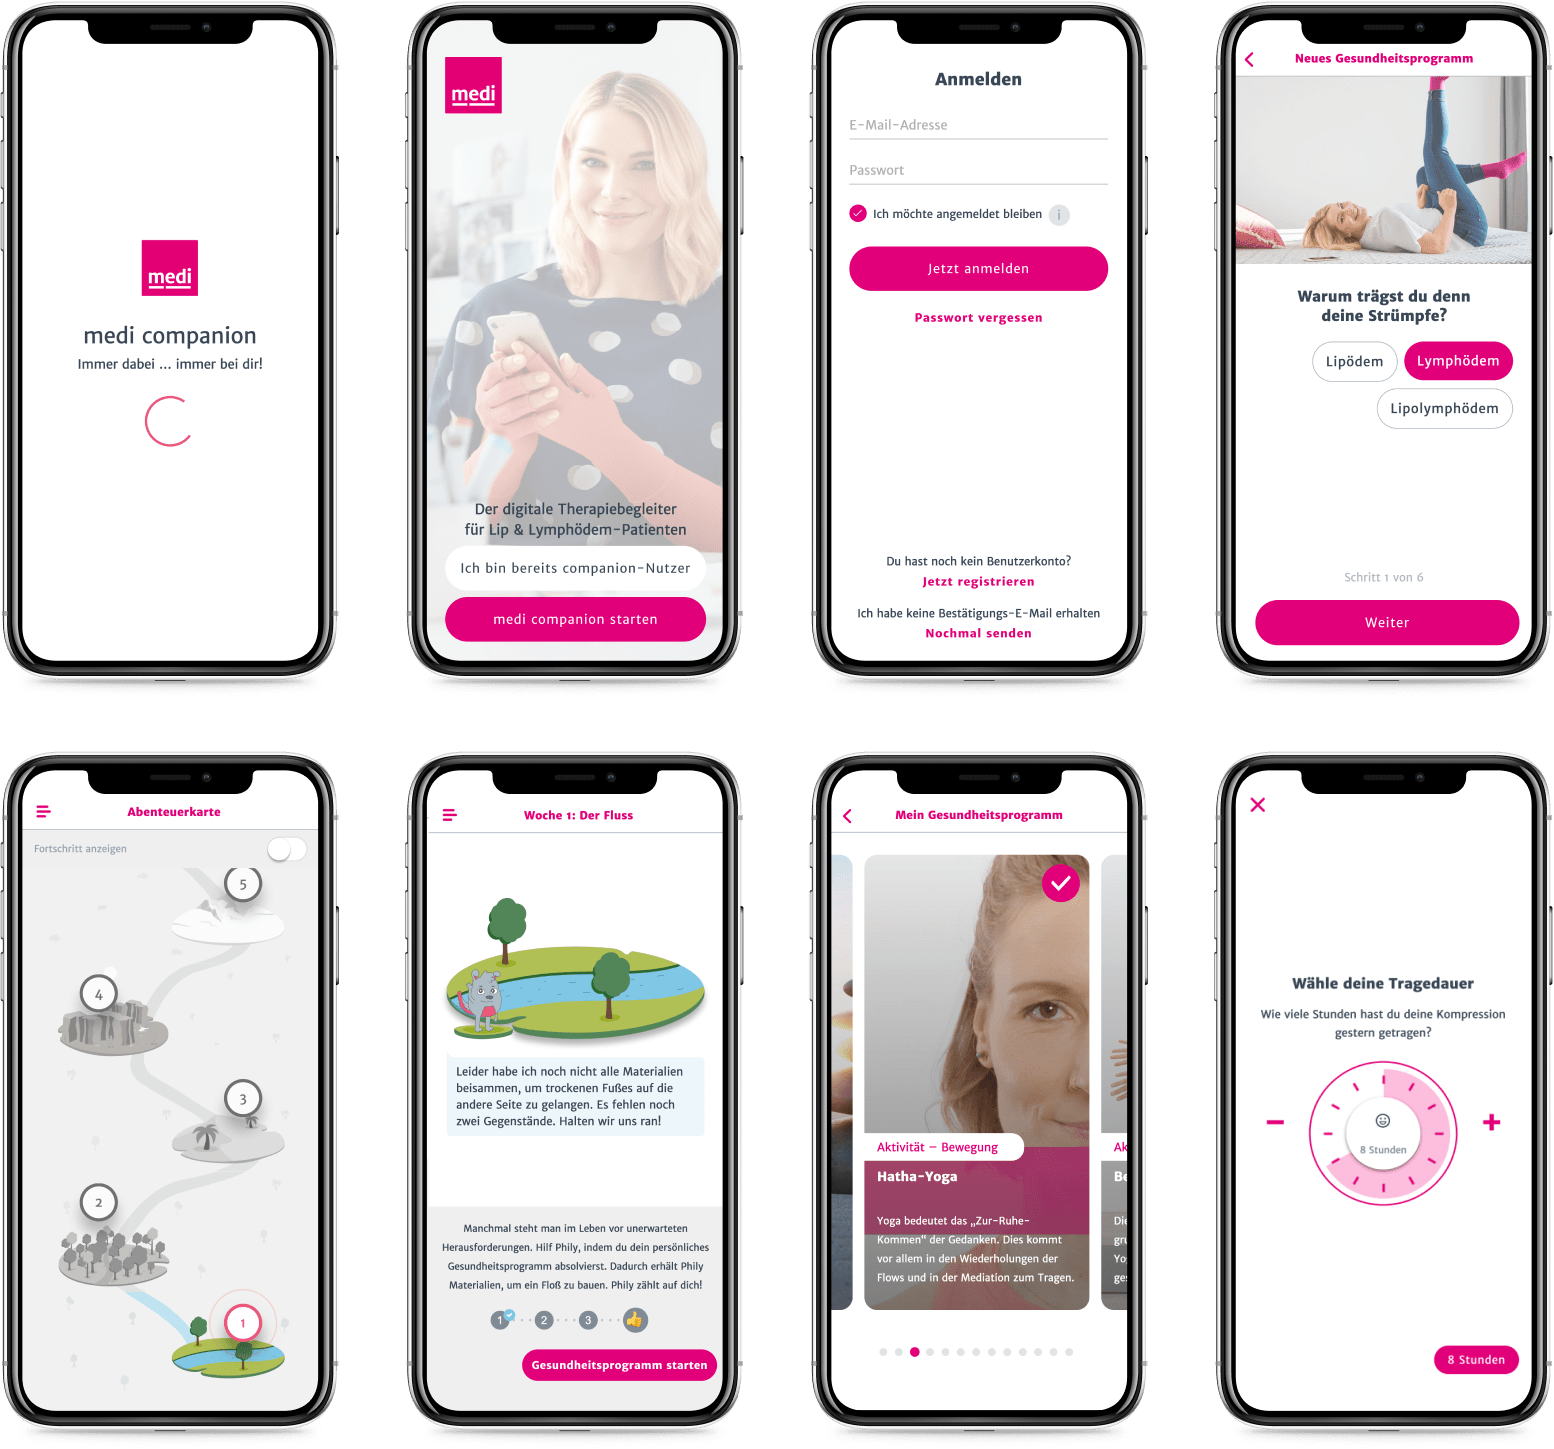 medi
medi companion
Immer dabei ... immer bei dir!
medi
Der digitale Therapiebegleiter
für Lip & Lymphödem-Patienten
Ich bin bereits companion-Nutzer
medi companion starten
Anmelden
E-Mail-Adresse
Passwort
Ich möchte angemeldet bleiben i
Jetzt anmelden
Passwort vergessen
Du hast noch kein Benutzerkonto?
Jetzt registrieren
Ich habe keine Bestätigungs-E-Mail erhalten
Nochmal senden
Neues Gesundheitsprogramm
Warum trägst du denn
deine Strümpfe?
Lipödem
Lymphödem
Lipolymphödem
Schritt 1 von 6
Weiter
Abenteuerkarte
Fortschritt anzeigen
5
4
3
2
1
Woche 1: Der Fluss
Leider habe ich noch nicht alle Materialien
beisammen, um trockenen Fußes auf die
andere Seite zu gelangen. Es fehlen noch
zwei Gegenstände. Halten wir uns ran!
Manchmal steht man im Leben vor unerwarteten
Herausforderungen. Hilf Phily, indem du dein persönliches
Gesundheitsprogramm absolvierst. Dadurch erhält Phily
Materialien, um ein Floß zu bauen. Phily zählt auf dich!
1 2 3
Gesundheitsprogramm starten
Mein Gesundheitsprogramm
Aktivität – Bewegung
Hatha-Yoga
Yoga bedeutet das „Zur-Ruhe-
Kommen“ der Gedanken. Dies kommt
vor allem in den Wiederholungen der
Flows und in der Mediation zum Tragen.
Ak
Be
Die
gru
Yo
ges
Wähle deine Tragedauer
Wie viele Stunden hast du deine Kompression
gestern getragen?
8 Stunden
8 Stunden